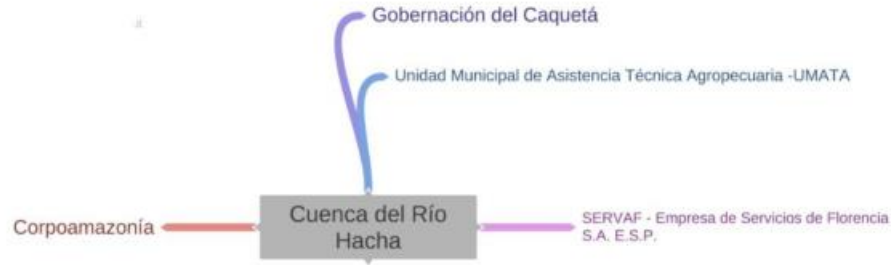 Gobernación del Caquetá
Unidad Municipal de Asistencia Técnica Agropecuaria -UMATA
Corpoamazonía
Cuenca del Río
Hacha
SERVAF - Empresa de Servicios de Florencia
S.A. E.S.P.